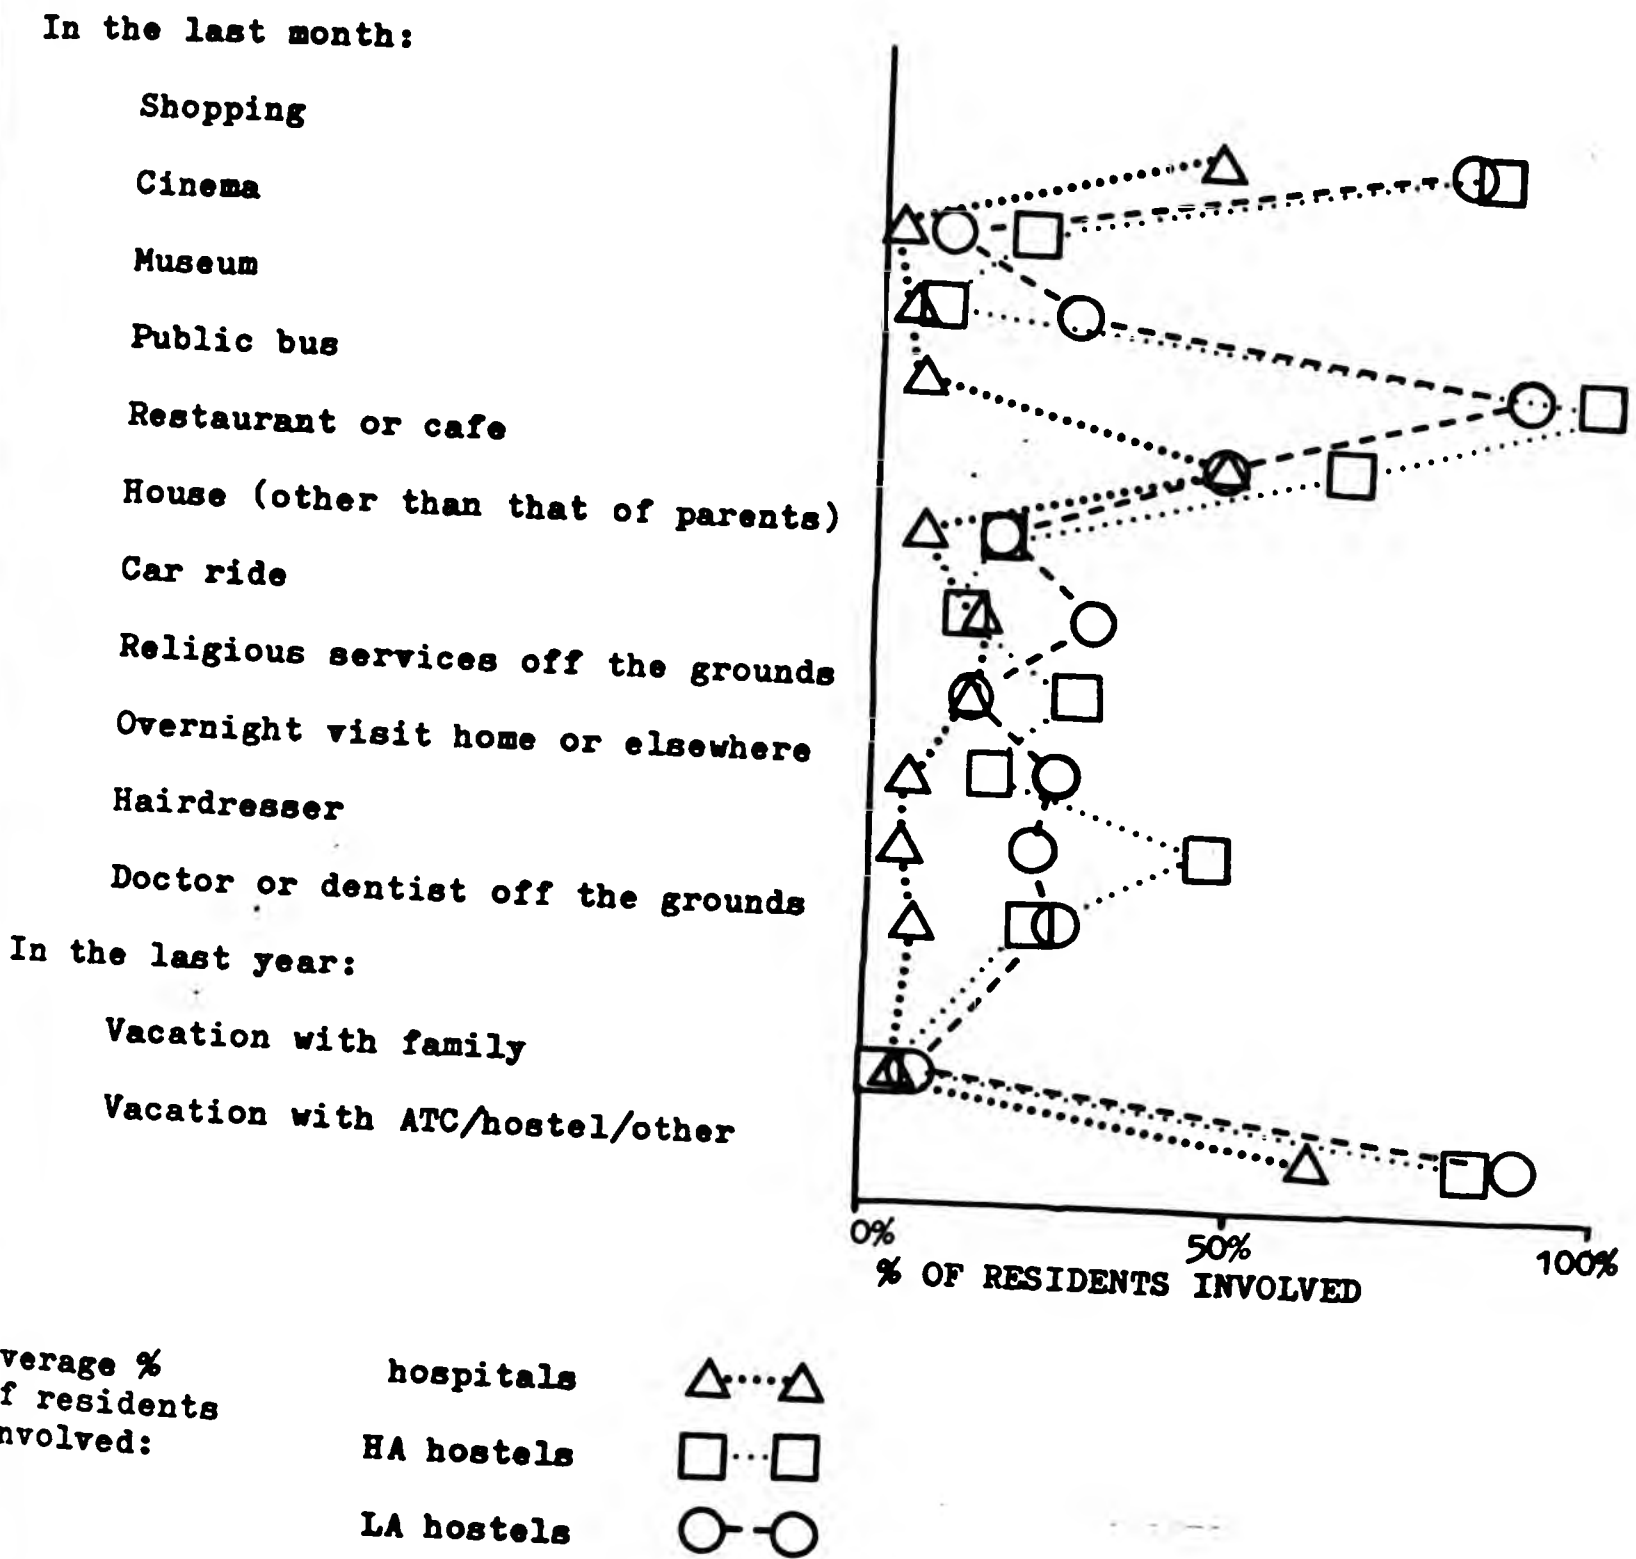 In the last month:
Shopping
Cinema
Museum
Public bus
Restaurant or cafe
House (other than that of parents)
Car ride
Religious services off the grounds
Overnight visit home or elsewhere
Hairdresser
Doctor or dentist off the grounds
In the last year:
Vacation with family
Vacation with ATC/hostel/other
0% 50% 100%
% OF RESIDENTS INVOLVED
verage % hospitals
f residents
nvolved: HA hostels
LA hostels